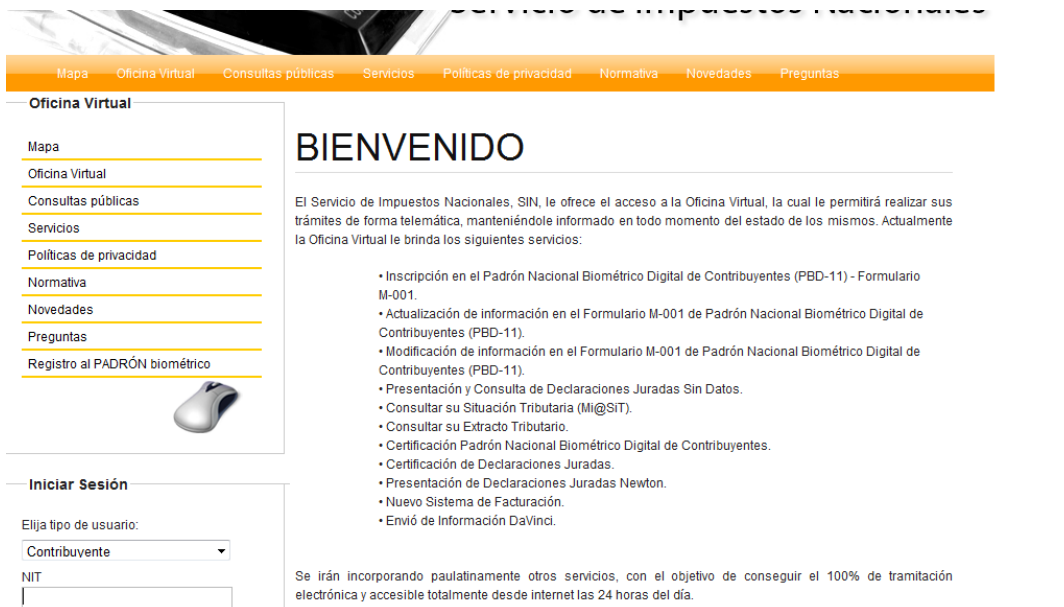 Servicio de Impuestos Nacionales
Mapa Oficina Virtual Consultas públicas Servicios Políticas de privacidad Normativa Novedades Preguntas
Oficina Virtual
Mapa
Oficina Virtual
Consultas públicas
Servicios
Políticas de privacidad
Normativa
Novedades
Preguntas
Registro al PADRÓN biométrico
Iniciar Sesión
Elija tipo de usuario:
Contribuyente
NIT
BIENVENIDO
El Servicio de Impuestos Nacionales, SIN, le ofrece el acceso a la Oficina Virtual, la cual le permitirá realizar sus
trámites de forma telemática, manteniéndole informado en todo momento del estado de los mismos. Actualmente
la Oficina Virtual le brinda los siguientes servicios:
• Inscripción en el Padrón Nacional Biométrico Digital de Contribuyentes (PBD-11) - Formulario
M-001.
• Actualización de información en el Formulario M-001 de Padrón Nacional Biométrico Digital de
Contribuyentes (PBD-11).
• Modificación de información en el Formulario M-001 de Padrón Nacional Biométrico Digital de
Contribuyentes (PBD-11).
• Presentación y Consulta de Declaraciones Juradas Sin Datos.
• Consultar su Situación Tributaria (Mi@SiT).
• Consultar su Extracto Tributario.
• Certificación Padrón Nacional Biométrico Digital de Contribuyentes.
• Certificación de Declaraciones Juradas.
• Presentación de Declaraciones Juradas Newton.
• Nuevo Sistema de Facturación.
• Envió de Información DaVinci.
Se irán incorporando paulatinamente otros servicios, con el objetivo de conseguir el 100% de tramitación
electrónica y accesible totalmente desde internet las 24 horas del día.